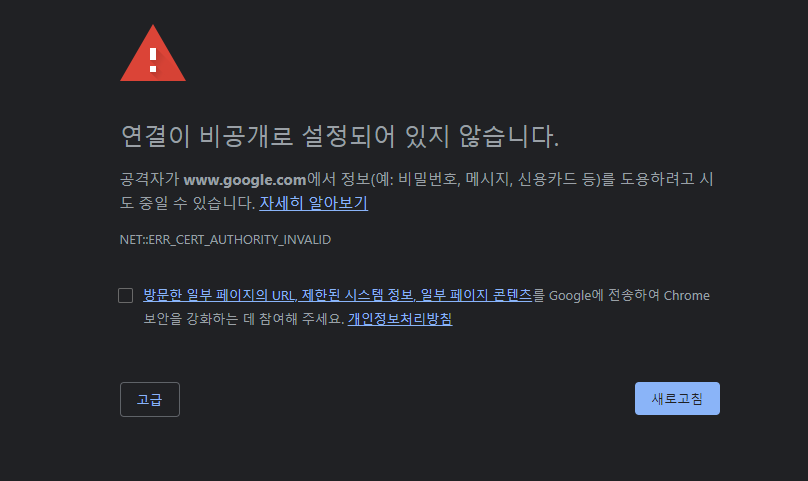 연결이 비공개로 설정되어 있지 않습니다.
공격자가 www.google.com에서 정보(예: 비밀번호, 메시지, 신용카드 등)를 도용하려고 시
도 중일 수 있습니다. 자세히 알아보기
NET::ERR_CERT_AUTHORITY_INVALID
방문한 일부 페이지의 URL, 제한된 시스템 정보, 일부 페이지 콘텐츠를 Google에 전송하여 Chrome
보안을 강화하는 데 참여해 주세요. 개인정보처리방침
고급
새로고침